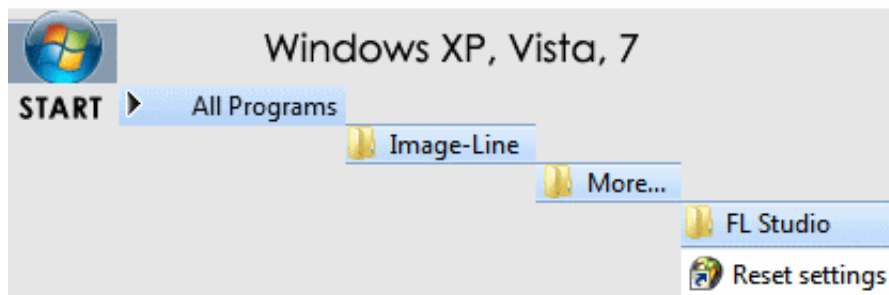 Windows XP, Vista, 7
START All Programs
Image-Line
More...
FL Studio
Reset settings